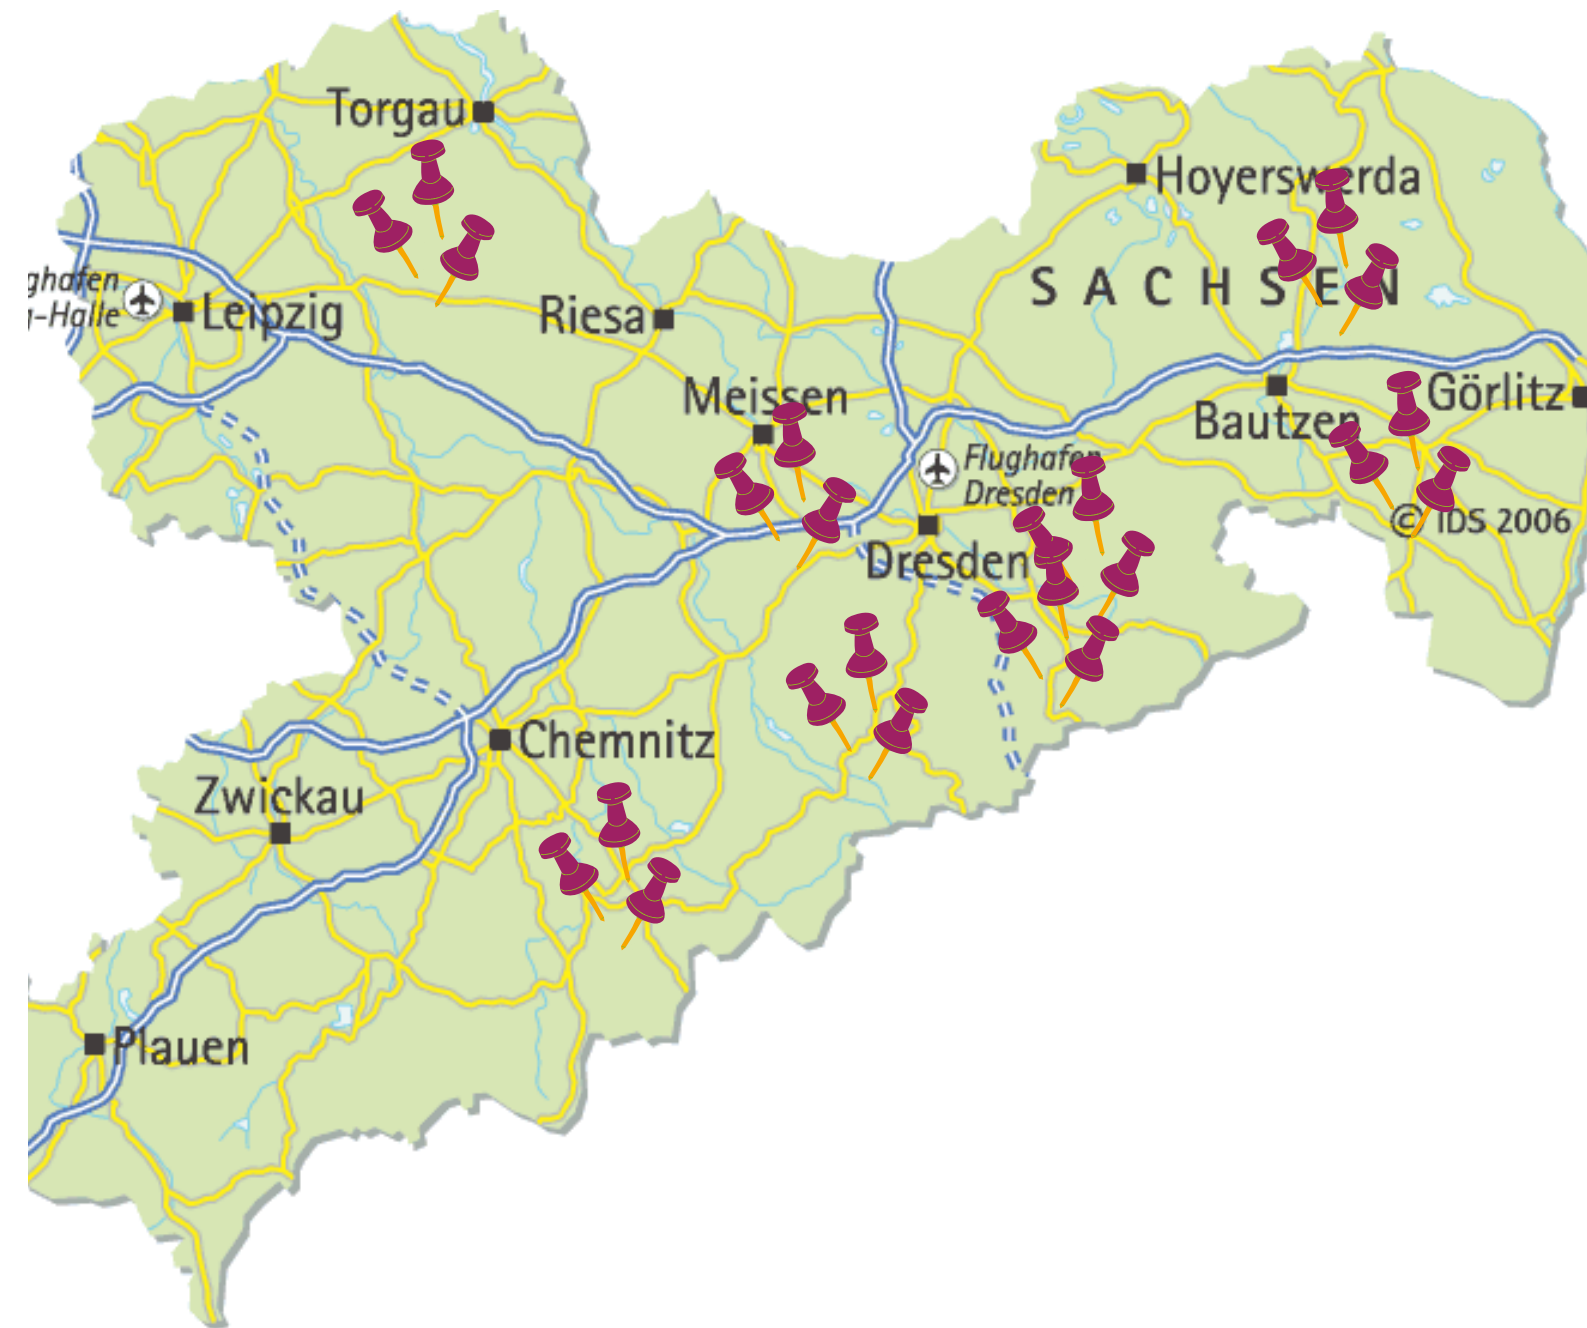 Torgau
Hoyerswerda
ghafen
g-Halle
Leipzig
SACHSEN
Riesa
Meissen
Görlitz
Bautzen
Flughafen
Dresden
© IDS 2006
Dresden
Chemnitz
Zwickau
Plauen